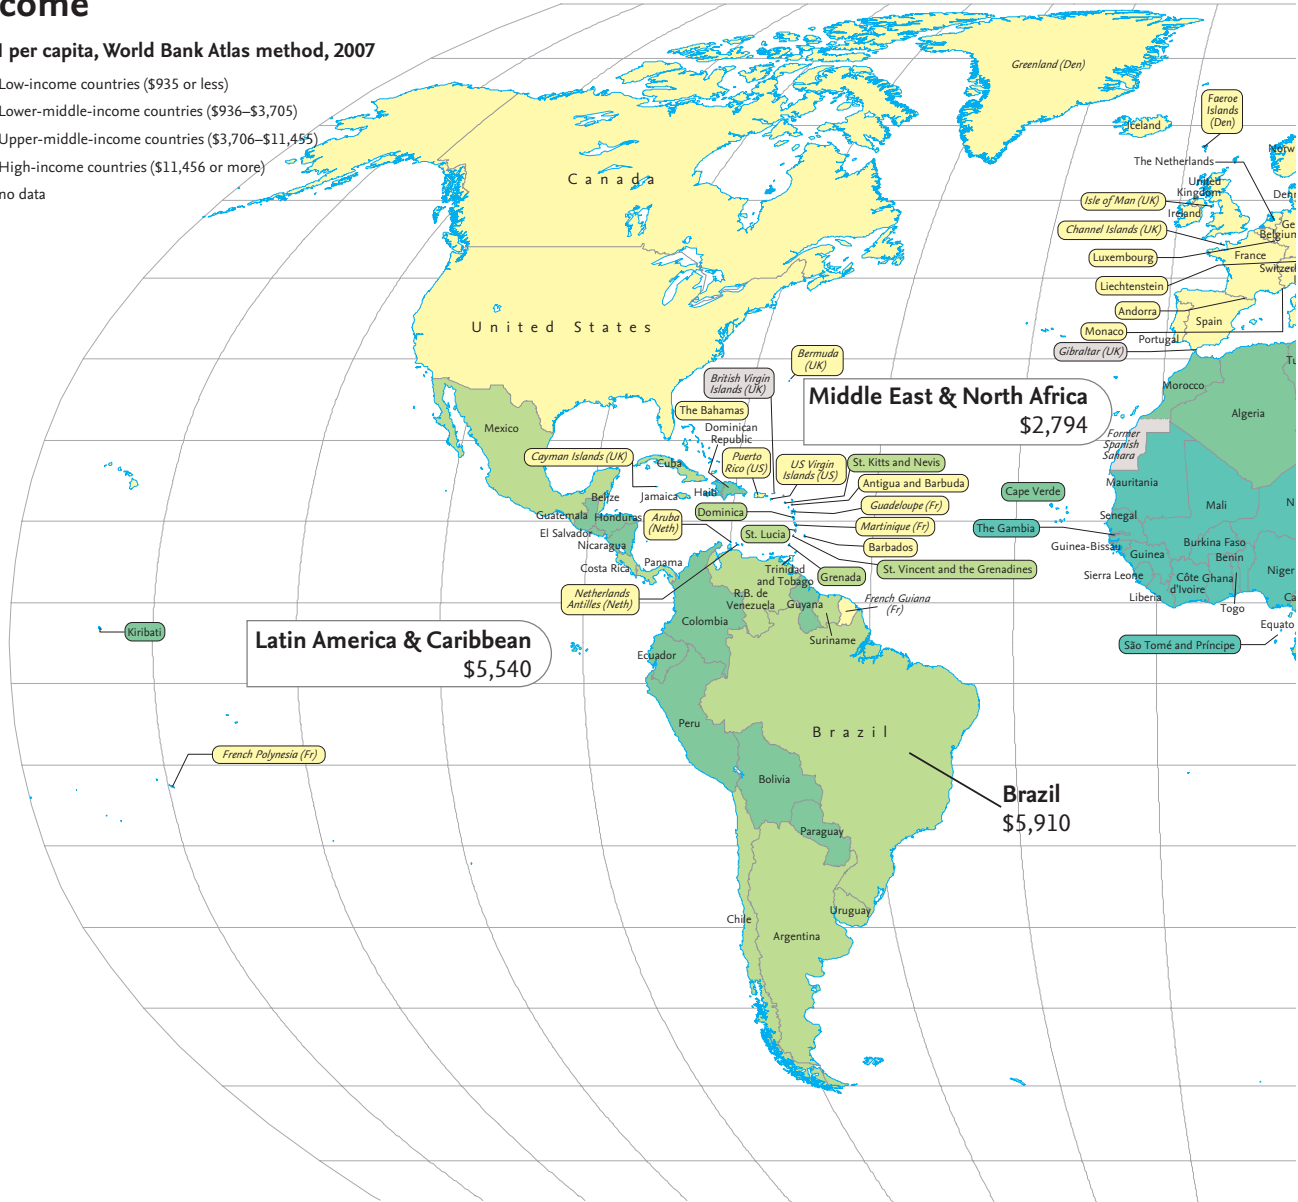 come
I per capita, World Bank Atlas method, 2007
Low-income countries ($935 or less)
Lower-middle-income countries ($936–$3,705)
Upper-middle-income countries ($3,706–$11,455)
High-income countries ($11,456 or more)
no data
Greenland (Den)
Faeroe
Islands
(Den)
Iceland
Norw
The Netherlands
United
Kingdom
Denr
Isle of Man (UK)
Ireland
Channel Islands (UK)
Ge
Belgium
Luxembourg
France
Switzerl
Liechtenstein
Andorra
Spain
Monaco
Portugal
Gibraltar (UK)
Canada
United States
Bermuda
(UK)
British Virgin
Islands (UK)
Middle East & North Africa
$2,794
Tu
Morocco
Algeria
The Bahamas
Mexico
Dominican
Republic
Former
Spanish
Sahara
Cayman Islands (UK)
Cuba
Puerto
Rico (US)
US Virgin
Islands (US)
St. Kitts and Nevis
Antigua and Barbuda
Cape Verde
Mauritania
Belize
Jamaica
Haiti
Guadeloupe (Fr)
Mali
N
Guatemala
Honduras
Aruba
(Neth)
Dominica
Martinique (Fr)
The Gambia
Senegal
El Salvador
Nicaragua
St. Lucia
Barbados
Guinea-Bissau
Burkina Faso
Guinea
Benin
Costa Rica
Panama
Trinidad
and Tobago
Grenada
St. Vincent and the Grenadines
Sierra Leone
Côte
d'Ivoire
Ghana
Niger
Netherlands
Antilles (Neth)
R.B. de
Venezuela
Guyana
French Guiana
(Fr)
Liberia
Togo
Ca
Colombia
Suriname
Equato
Kiribati
Latin America & Caribbean
$5,540
Ecuador
São Tomé and Príncipe
Peru
Brazil
French Polynesia (Fr)
Bolivia
Brazil
$5,910
Paraguay
Chile
Uruguay
Argentina